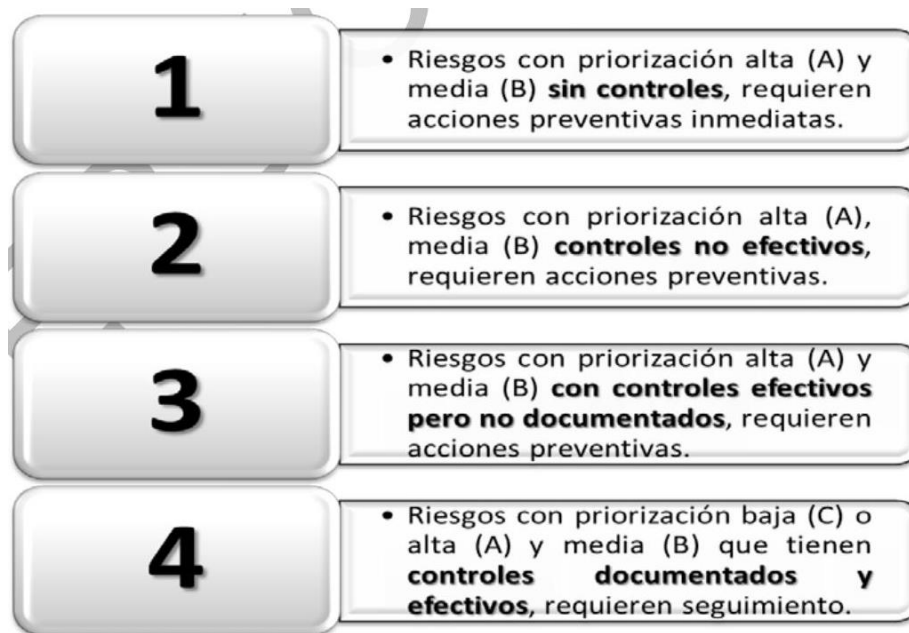 1
• Riesgos con priorización alta (A) y
media (B) sin controles, requieren
acciones preventivas inmediatas.
2
• Riesgos con priorización alta (A),
media (B) controles no efectivos,
requieren acciones preventivas.
3
• Riesgos con priorización alta (A) y
media (B) con controles efectivos
pero no documentados, requieren
acciones preventivas.
4
• Riesgos con priorización baja (C) o
alta (A) y media (B) que tienen
controles documentados y
efectivos, requieren seguimiento.